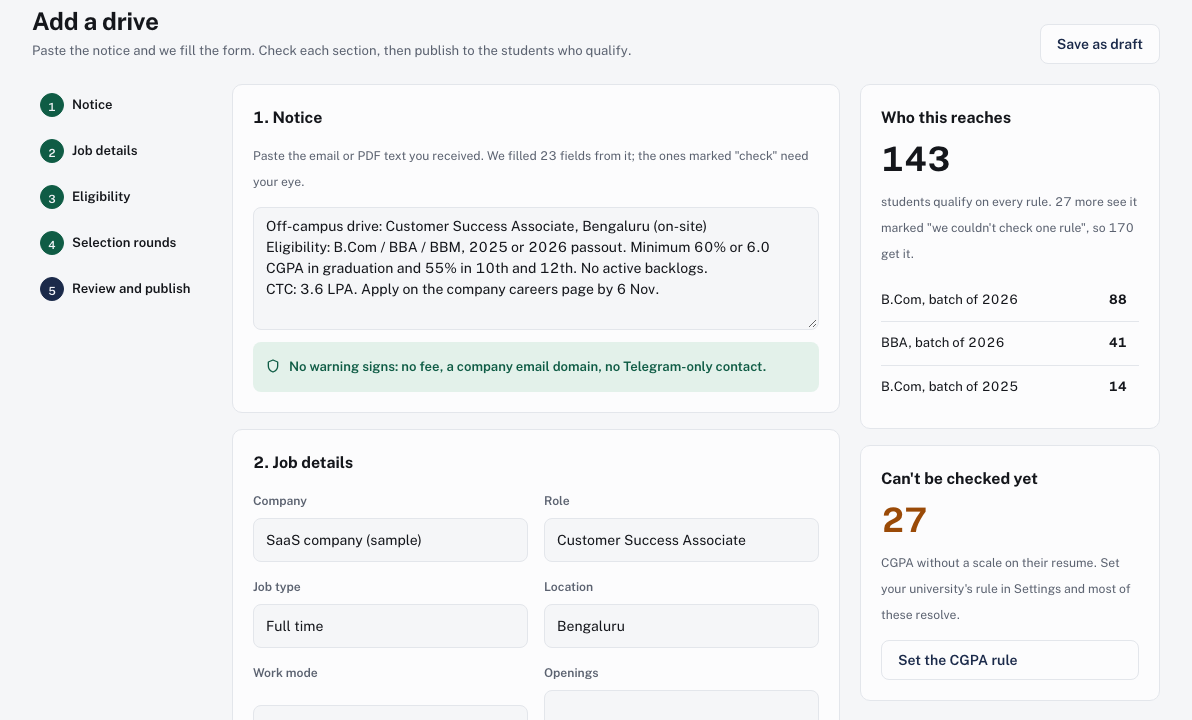 Add a drive
Paste the notice and we fill the form. Check each section, then publish to the students who qualify.
Save as draft
1 Notice
2 Job details
3 Eligibility
4 Selection rounds
5 Review and publish
1. Notice
Paste the email or PDF text you received. We filled 23 fields from it; the ones marked "check" need
your eye.
Off-campus drive: Customer Success Associate, Bengaluru (on-site)
Eligibility: B.Com / BBA / BBM, 2025 or 2026 passout. Minimum 60% or 6.0
CGPA in graduation and 55% in 10th and 12th. No active backlogs.
CTC: 3.6 LPA. Apply on the company careers page by 6 Nov.
No warning signs: no fee, a company email domain, no Telegram-only contact.
2. Job details
Company
SaaS company (sample)
Role
Customer Success Associate
Job type
Full time
Location
Bengaluru
Work mode
Openings
Who this reaches
143
students qualify on every rule. 27 more see it
marked "we couldn't check one rule", so 170
get it.
B.Com, batch of 2026 88
BBA, batch of 2026 41
B.Com, batch of 2025 14
Can't be checked yet
27
CGPA without a scale on their resume. Set
your university's rule in Settings and most of
these resolve.
Set the CGPA rule